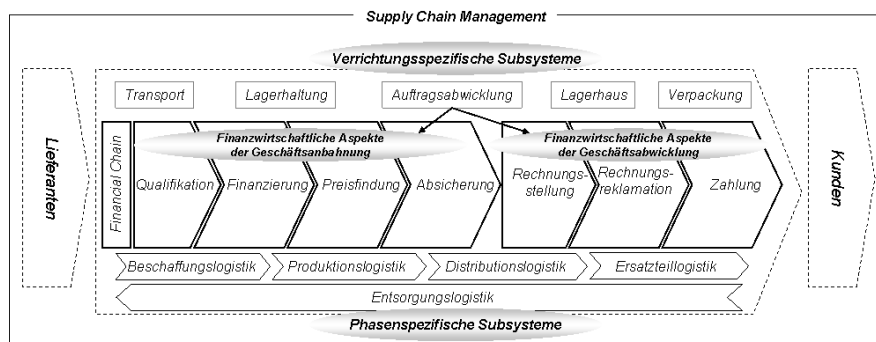 Supply Chain Management
Verrichtungsspezifische Subsysteme
Transport
Lagerhaltung
Auftragsabwicklung
Lagerhaus
Verpackung
Lieferanten
Financial Chain
Finanzwirtschaftliche Aspekte
der Geschäftsanbahnung
Finanzwirtschaftliche Aspekte
der Geschäftsabwicklung
Qualifikation
Finanzierung
Preisfindung
Absicherung
Rechnungs-
stellung
Rechnungs-
reklamation
Zahlung
Kunden
Beschaffungslogistik
Produktionslogistik
Distributionslogistik
Ersatzteillogistik
Entsorgungslogistik
Phasenspezifische Subsysteme